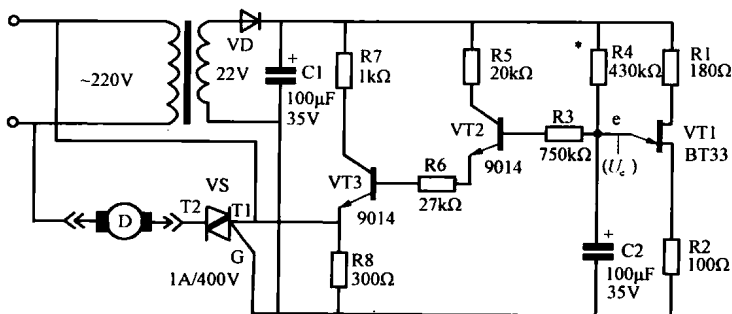 ~220V
22V
VD
+
C1
100μF
35V
R7
1kΩ
R5
20kΩ
*
R4
430kΩ
R1
180Ω
VT2
9014
R3
750kΩ
e
(Uc)
VT1
BT33
VT3
9014
R6
27kΩ
VS
T2
T1
D
G
1A/400V
R8
300Ω
+
C2
100μF
35V
R2
100Ω